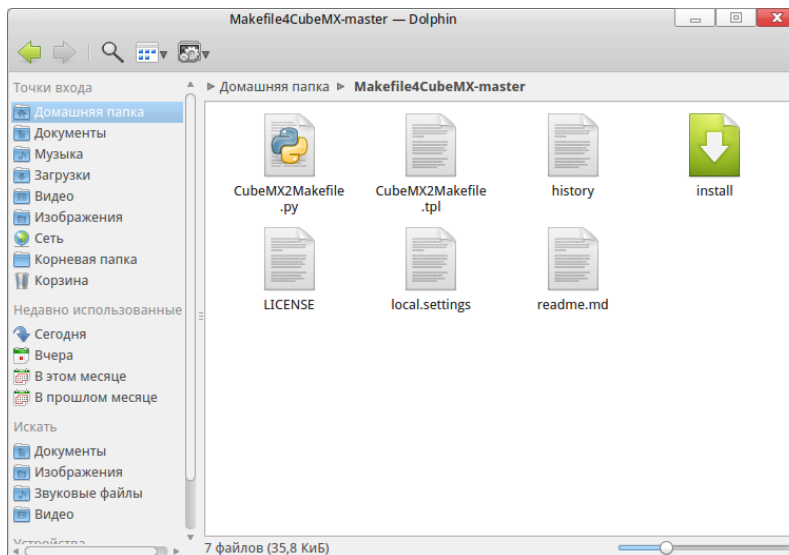 Makefile4CubeMX-master — Dolphin
Точки входа
Домашняя папка
Документы
Музыка
Загрузки
Видео
Изображения
Сеть
Корневая папка
Корзина
Недавно использованные
Сегодня
Вчера
В этом месяце
В прошлом месяце
Искать
Документы
Изображения
Звуковые файлы
Видео
Устройства
Домашняя папка Makefile4CubeMX-master
CubeMX2Makefile
.py
CubeMX2Makefile
.tpl
history
install
LICENSE
local.settings
readme.md
7 файлов (35,8 КиБ)